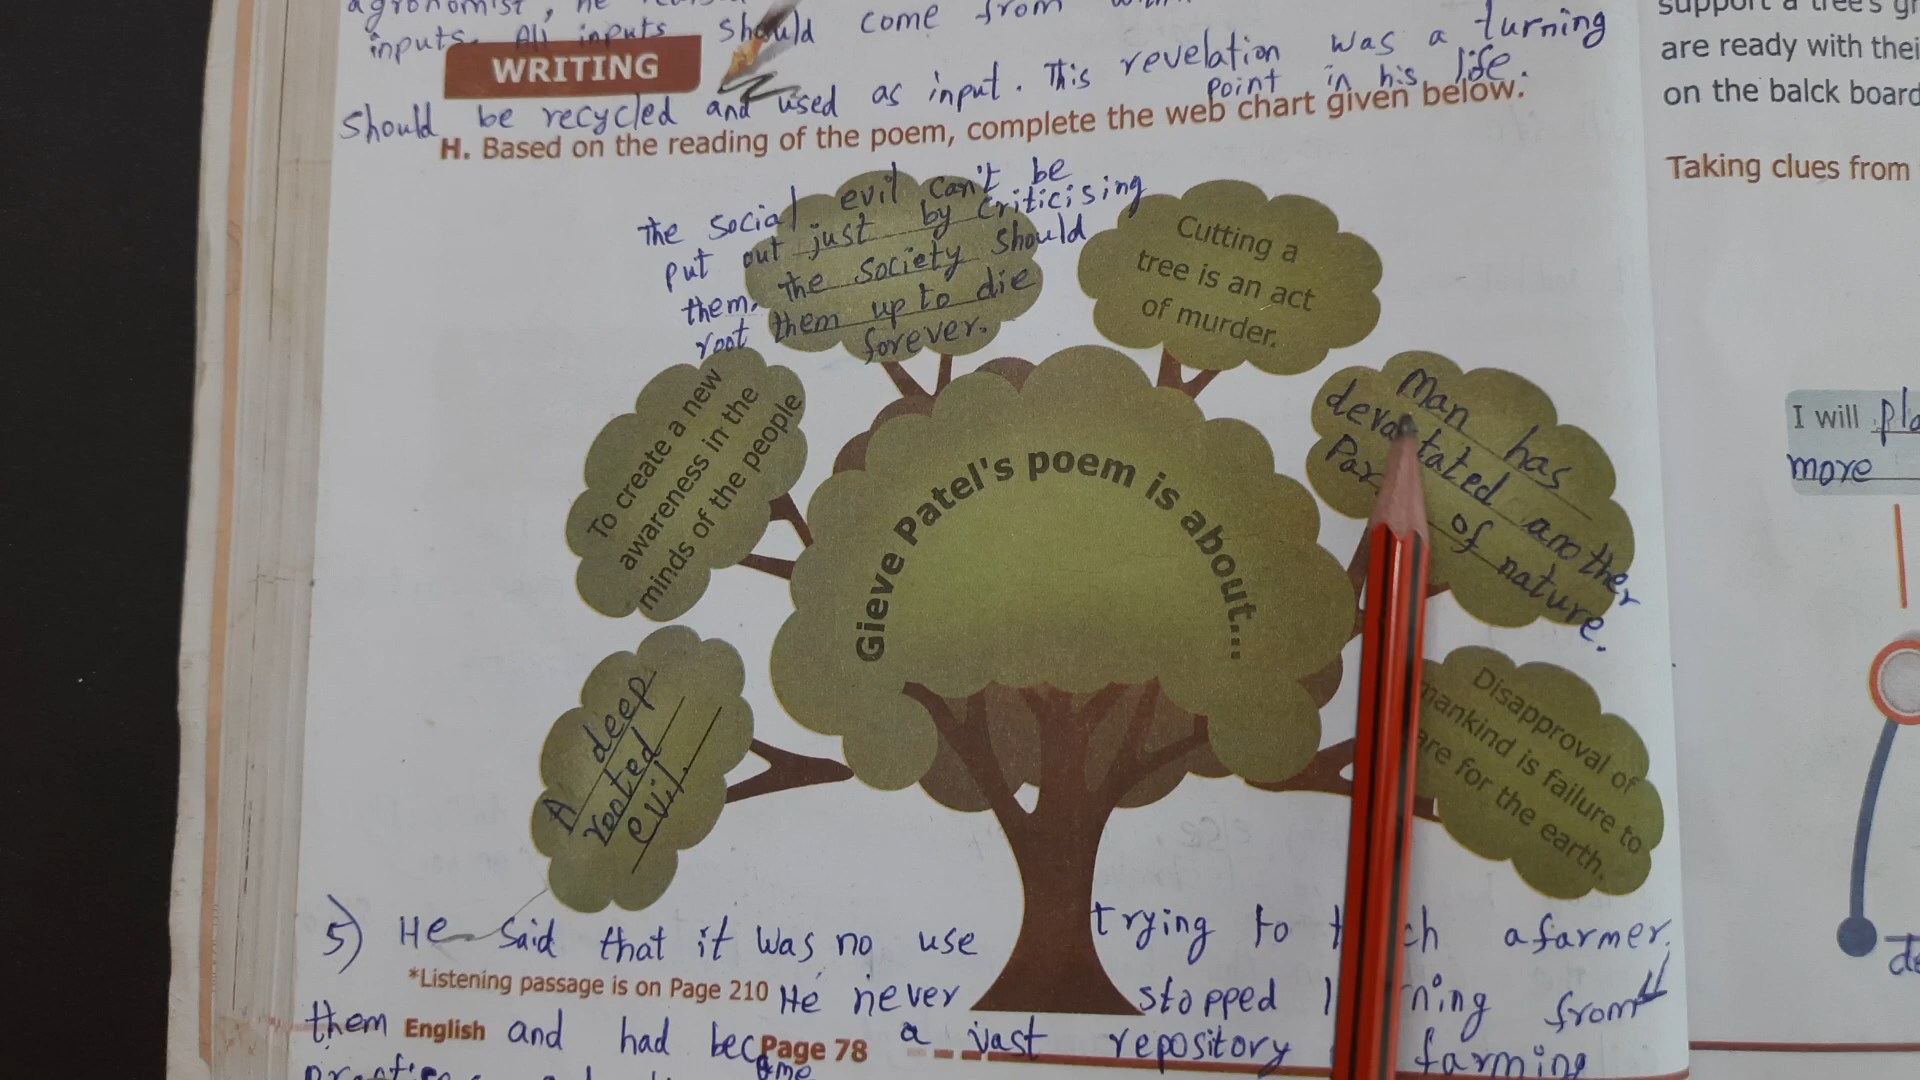 agronomist, he
inputs. All inputs should come from
WRITING
should be recycled and used as input. This revelation was a turning
point in his life.
H. Based on the reading of the poem, complete the web chart given below.
The social evil can't be
put out just by criticising
them. The society should
root them up to die
forever.
Cutting a
tree is an act
of murder.
To create a new
awareness in the
minds of the people
Man has
devastated another
Part of nature.
Gieve Patel's poem is about...
A deep
rooted
evil.
Disapproval of
mankind is failure to
are for the earth.
5) He said that it was no use trying to a farmer.
*Listening passage is on Page 210
He never stopped from
them and had become a vast repository farming
English
Page 78
support a tree's
are ready with
on the balck board
Taking clues from
I will
more